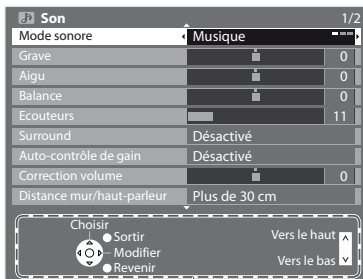 Son 1/2
Mode sonore Musique
Grave 0
Aigu 0
Balance 0
Ecouteurs 11
Surround Désactivé
Auto-contrôle de gain Désactivé
Correction volume 0
Distance mur/haut-parleur Plus de 30 cm
Choisir
Sortir
Modifier
Revenir
Vers le haut
Vers le bas